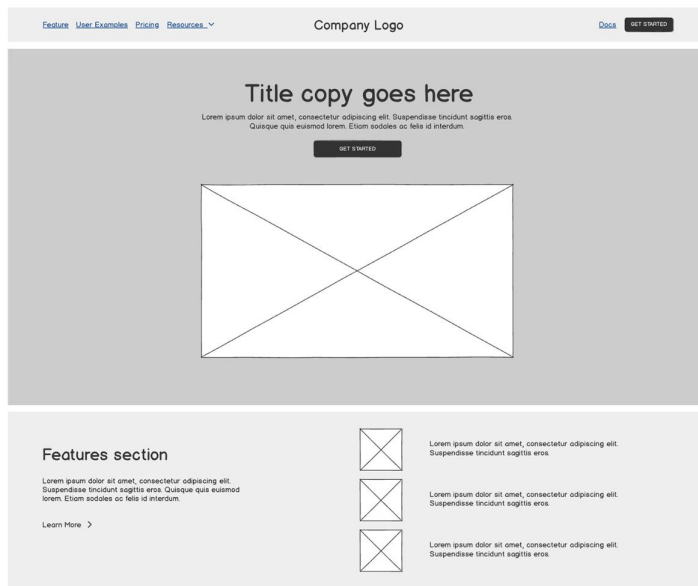 Feature User Examples Pricing Resources
Company Logo
Docs GET STARTED
Title copy goes here
Lorem ipsum dolor sit amet, consectetur adipiscing elit. Suspendisse tincidunt sagittis eros.
Quisque quis euismod lorem. Etiam sodales ac felis id interdum.
GET STARTED
Features section
Lorem ipsum dolor sit amet, consectetur adipiscing elit.
Suspendisse tincidunt sagittis eros. Quisque quis euismod
lorem. Etiam sodales ac felis id interdum.
Learn More
Lorem ipsum dolor sit amet, consectetur adipiscing elit.
Suspendisse tincidunt sagittis eros.
Lorem ipsum dolor sit amet, consectetur adipiscing elit.
Suspendisse tincidunt sagittis eros.
Lorem ipsum dolor sit amet, consectetur adipiscing elit.
Suspendisse tincidunt sagittis eros.